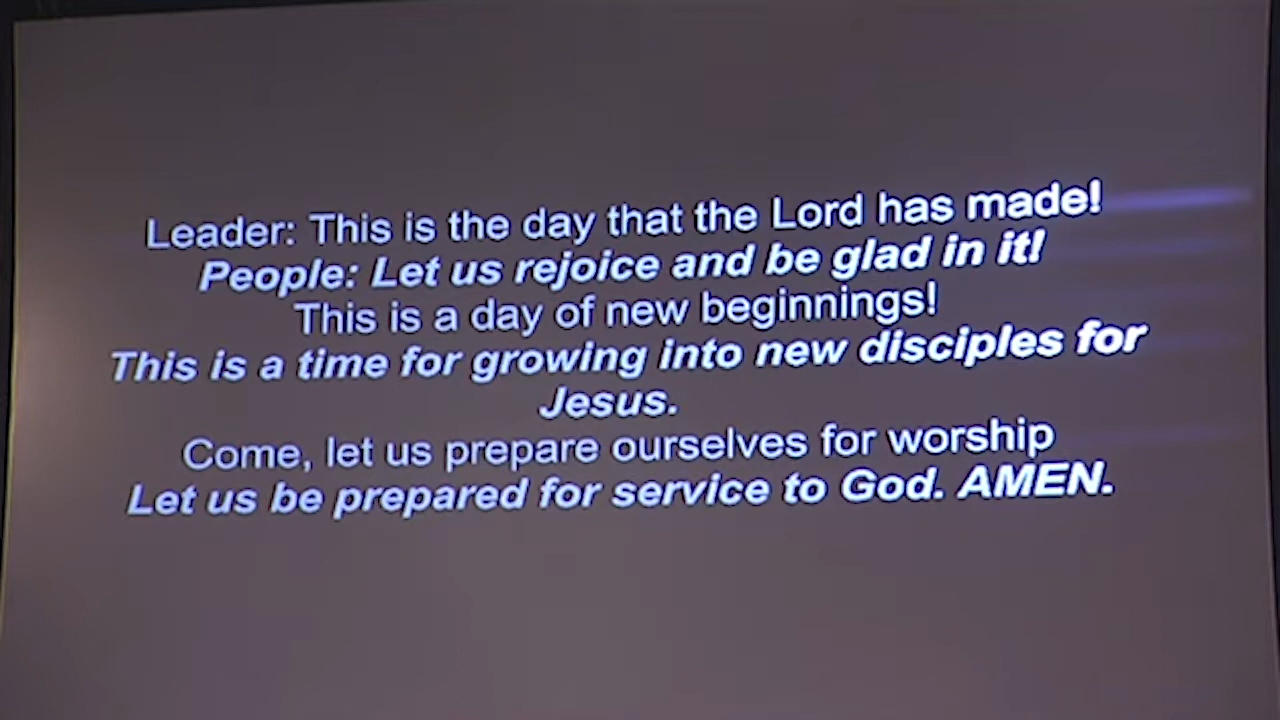 Leader: This is the day that the Lord has made!
People: Let us rejoice and be glad in it!
This is a day of new beginnings!
This is a time for growing into new disciples for
Jesus.
Come, let us prepare ourselves for worship
Let us be prepared for service to God. AMEN.